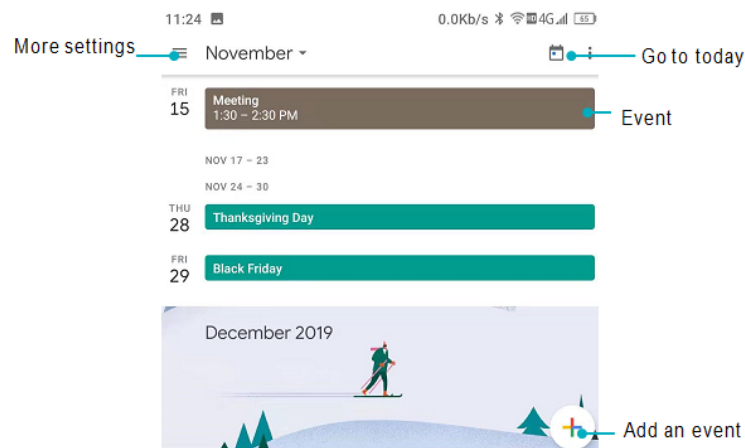 11:24
0.0Kb/s HD 4G 65
More settings
November
Go to today
FRI
15
Meeting
1:30 – 2:30 PM
Event
NOV 17 – 23
NOV 24 – 30
THU
28
Thanksgiving Day
FRI
29
Black Friday
December 2019
Add an event